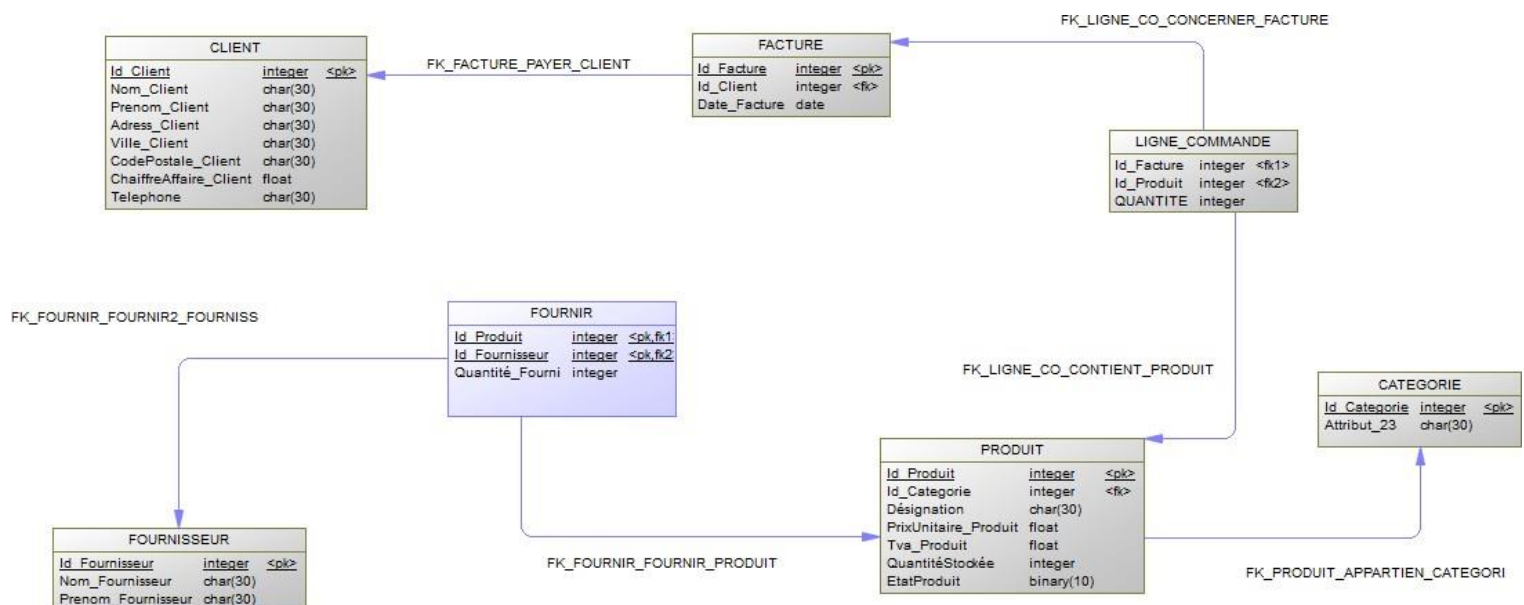 FK_LIGNE_CO_CONCERNER_FACTURE
CLIENT
Id_Client integer <pk>
Nom_Client char(30)
Prenom_Client char(30)
Adress_Client char(30)
Ville_Client char(30)
CodePostale_Client char(30)
ChaiffreAffaire_Client float
Telephone char(30)
FK_FACTURE_PAYER_CLIENT
FACTURE
Id_Facture integer <pk>
Id_Client integer <fk>
Date_Facture date
LIGNE_COMMANDE
Id_Facture integer <fk1>
Id_Produit integer <fk2>
QUANTITE integer
FK_FOURNIR_FOURNIR2_FOURNISS
FOURNIR
Id_Produit integer <pk,fk1
Id_Fournisseur integer <pk,fk2
Quantité_Fourni integer
FK_LIGNE_CO_CONTIENT_PRODUIT
CATEGORIE
Id_Categorie integer <pk>
Attribut_23 char(30)
PRODUIT
Id_Produit integer <pk>
Id_Categorie integer <fk>
Désignation char(30)
PrixUnitaire_Produit float
Tva_Produit float
QuantitéStockée integer
EtatProduit binary(10)
FOURNISSEUR
Id_Fournisseur integer <pk>
Nom_Fournisseur char(30)
Prenom_Fournisseur char(30)
FK_FOURNIR_FOURNIR_PRODUIT
FK_PRODUIT_APPARTIEN_CATEGORI